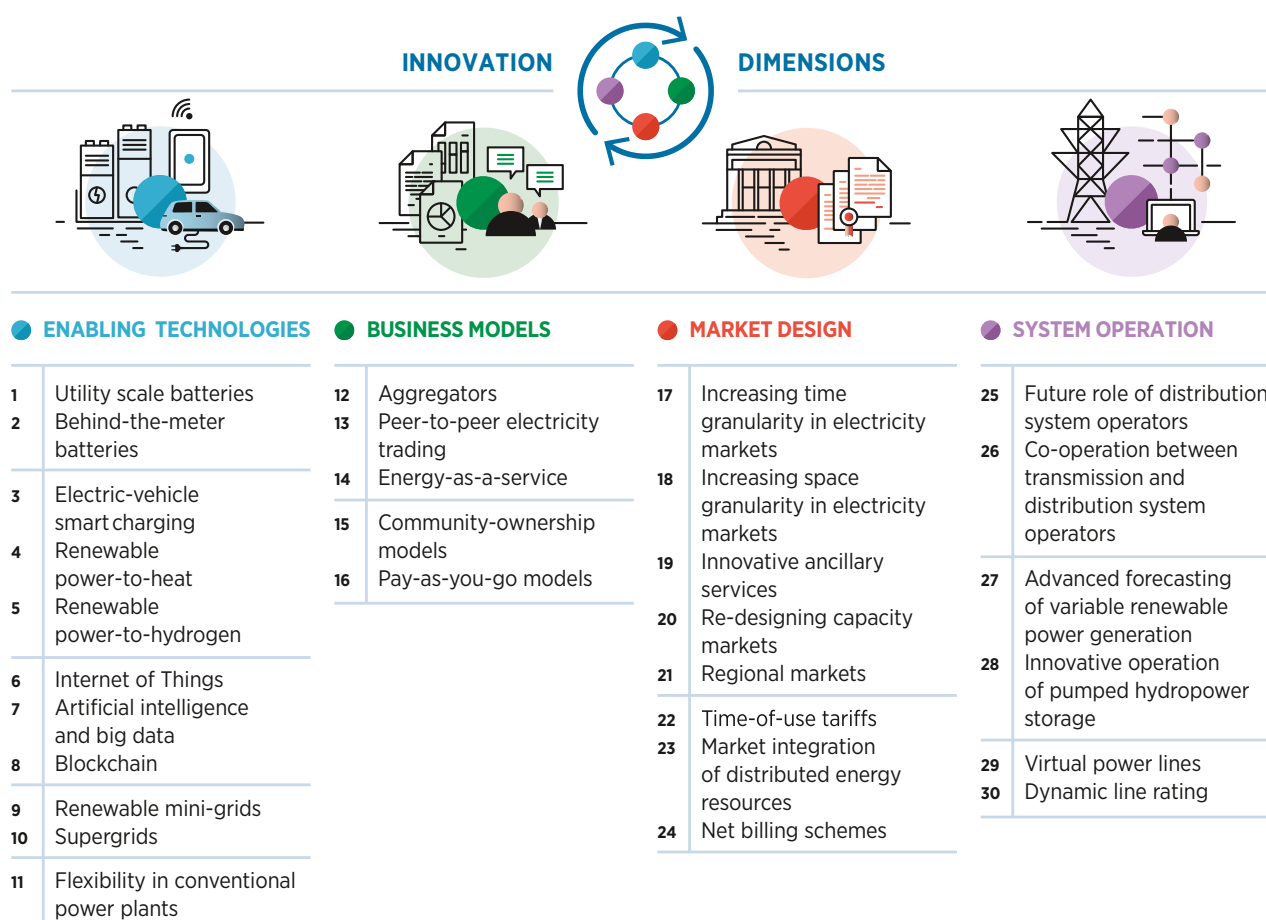 INNOVATION DIMENSIONS
ENABLING TECHNOLOGIES
1 Utility scale batteries
2 Behind-the-meter
batteries
3 Electric-vehicle
smart charging
4 Renewable
power-to-heat
5 Renewable
power-to-hydrogen
6 Internet of Things
7 Artificial intelligence
and big data
8 Blockchain
9 Renewable mini-grids
10 Supergrids
11 Flexibility in conventional
power plants
BUSINESS MODELS
12 Aggregators
13 Peer-to-peer electricity
trading
14 Energy-as-a-service
15 Community-ownership
models
16 Pay-as-you-go models
MARKET DESIGN
17 Increasing time
granularity in electricity
markets
18 Increasing space
granularity in electricity
markets
19 Innovative ancillary
services
20 Re-designing capacity
markets
21 Regional markets
22 Time-of-use tariffs
23 Market integration
of distributed energy
resources
24 Net billing schemes
SYSTEM OPERATION
25 Future role of distribution
system operators
26 Co-operation between
transmission and
distribution system
operators
27 Advanced forecasting
of variable renewable
power generation
28 Innovative operation
of pumped hydropower
storage
29 Virtual power lines
30 Dynamic line rating